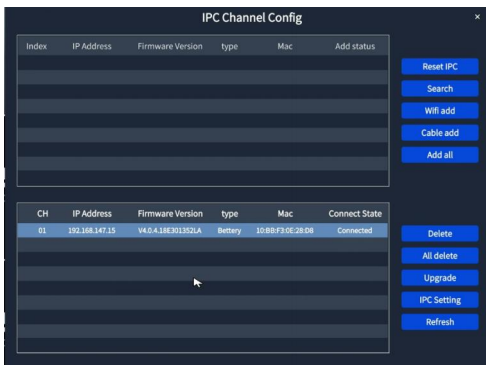 IPC Channel Config ×
Index IP Address Firmware Version type Mac Add status
Reset IPC
Search
Wifi add
Cable add
Add all
CH IP Address Firmware Version type Mac Connect State
01 192.168.147.15 V4.0.4.18E301352LA Bettery 10:BB:F3:0E:28:D8 Connected
Delete
All delete
Upgrade
IPC Setting
Refresh